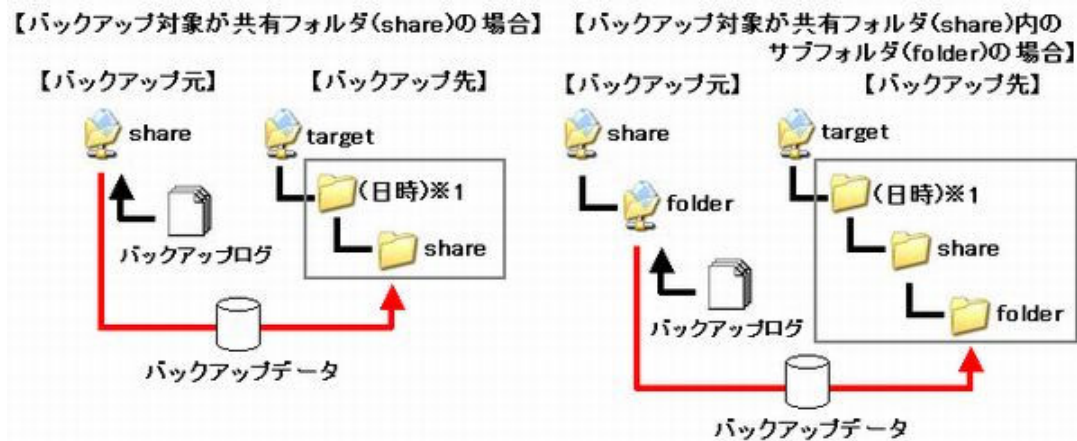 【バックアップ対象が共有フォルダ(share)の場合】
【バックアップ元】
【バックアップ先】
share
target
(日時)※1
share
バックアップログ
バックアップデータ
【バックアップ対象が共有フォルダ(share)内の
サブフォルダ(folder)の場合】
【バックアップ元】
【バックアップ先】
share
target
folder
(日時)※1
share
folder
バックアップログ
バックアップデータ